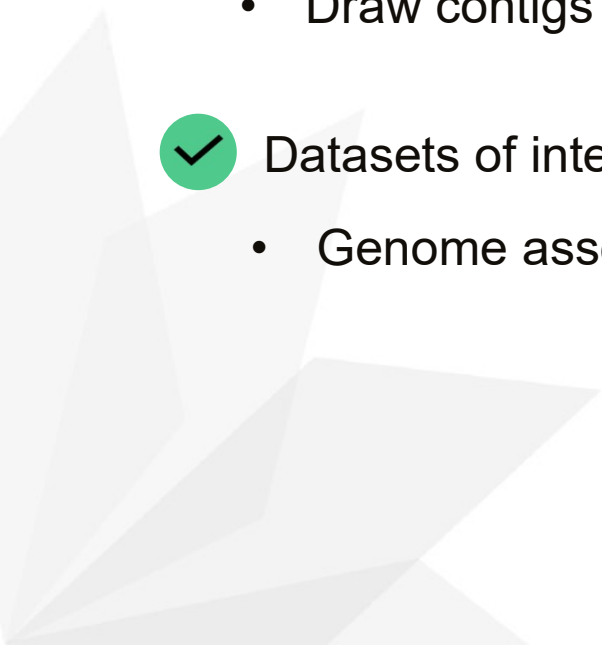 • Draw contigs
Datasets of inte
• Genome ass